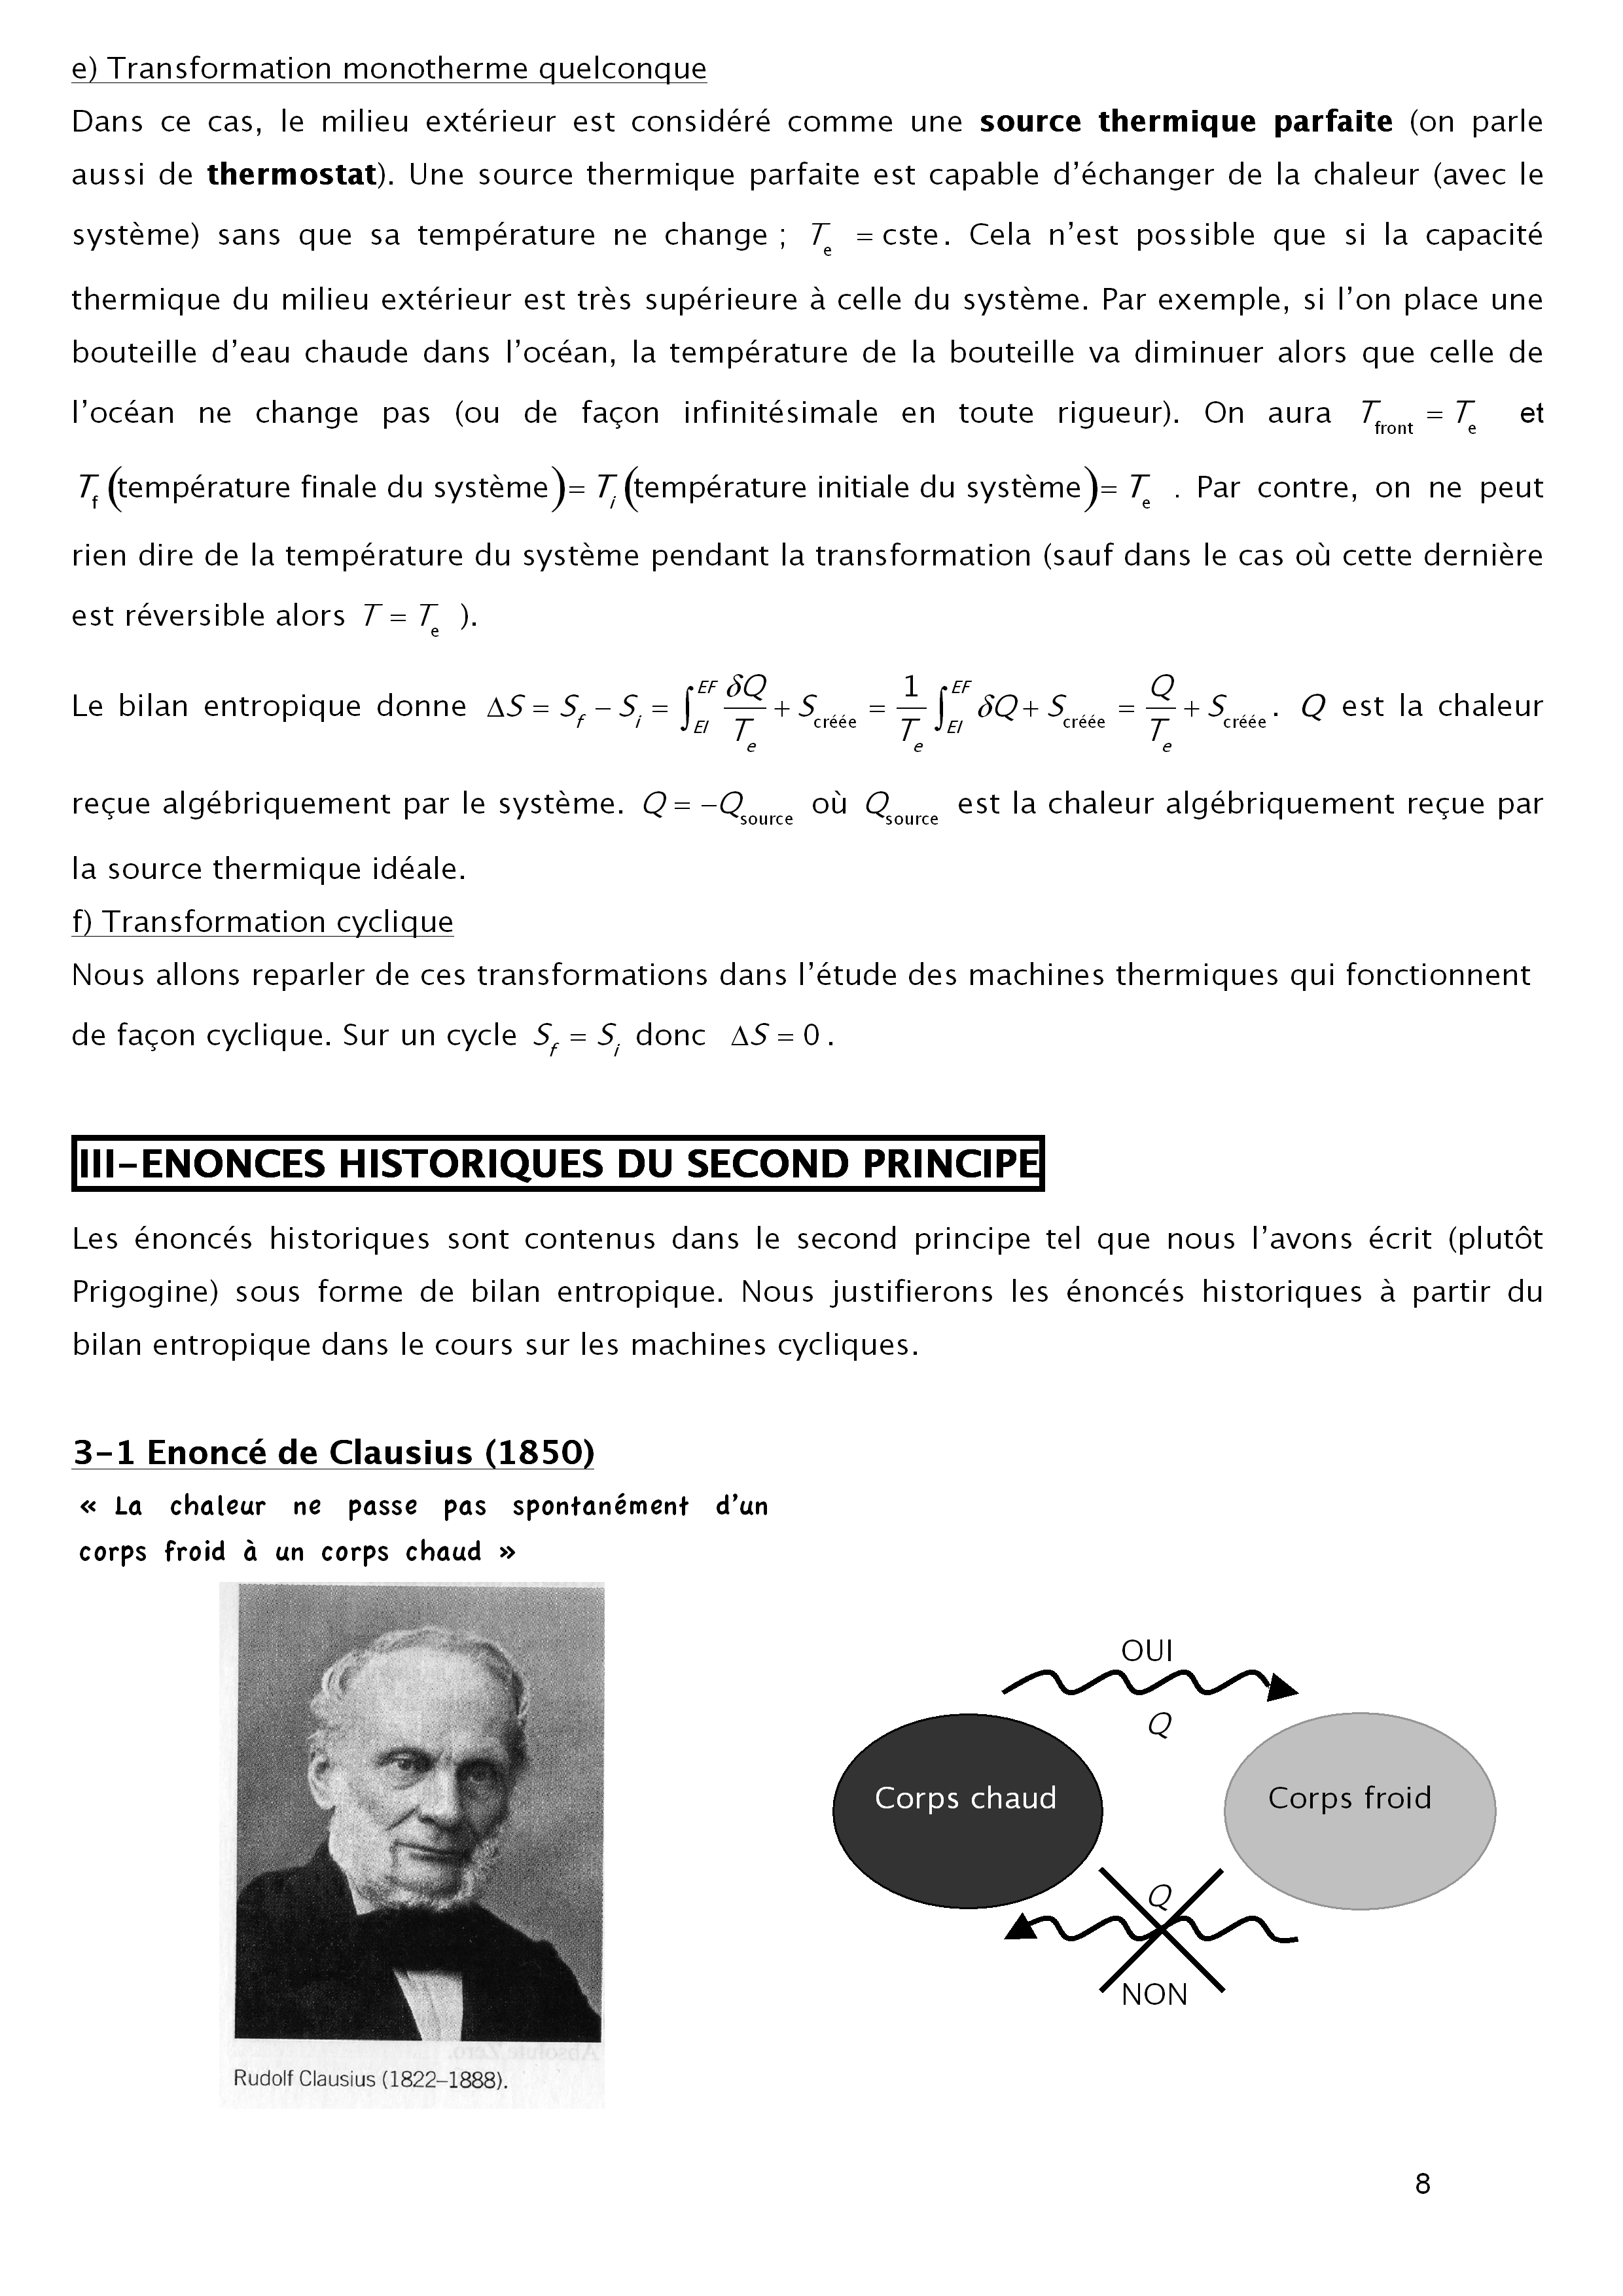 e) Transformation monotherme quelconque
Dans ce cas, le milieu extérieur est considéré comme une source thermique parfaite (on parle
aussi de thermostat). Une source thermique parfaite est capable d'échanger de la chaleur (avec le
système) sans que sa température ne change ; T_e = cste. Cela n'est possible que si la capacité
thermique du milieu extérieur est très supérieure à celle du système. Par exemple, si l'on place une
bouteille d'eau chaude dans l'océan, la température de la bouteille va diminuer alors que celle de
l'océan ne change pas (ou de façon infinitésimale en toute rigueur). On aura T_front = T_e et
T_f (température finale du système) = T_i (température initiale du système) = T_e . Par contre, on ne peut
rien dire de la température du système pendant la transformation (sauf dans le cas où cette dernière
est réversible alors T = T_e ).
Le bilan entropique donne ΔS = S_f − S_i = ∫_EI^EF δQ/T_e + S_créée = 1/T_e ∫_EI^EF δQ + S_créée = Q/T_e + S_créée. Q est la chaleur
reçue algébriquement par le système. Q = −Q_source où Q_source est la chaleur algébriquement reçue par
la source thermique idéale.
f) Transformation cyclique
Nous allons reparler de ces transformations dans l'étude des machines thermiques qui fonctionnent
de façon cyclique. Sur un cycle S_f = S_i donc ΔS = 0.
III-ENONCES HISTORIQUES DU SECOND PRINCIPE
Les énoncés historiques sont contenus dans le second principe tel que nous l'avons écrit (plutôt
Prigogine) sous forme de bilan entropique. Nous justifierons les énoncés historiques à partir du
bilan entropique dans le cours sur les machines cycliques.
3-1 Enoncé de Clausius (1850)
« La chaleur ne passe pas spontanément d'un
corps froid à un corps chaud »
Absolute Zero.
Rudolf Clausius (1822–1888).
OUI
Q
Corps chaud
Corps froid
Q
NON
8